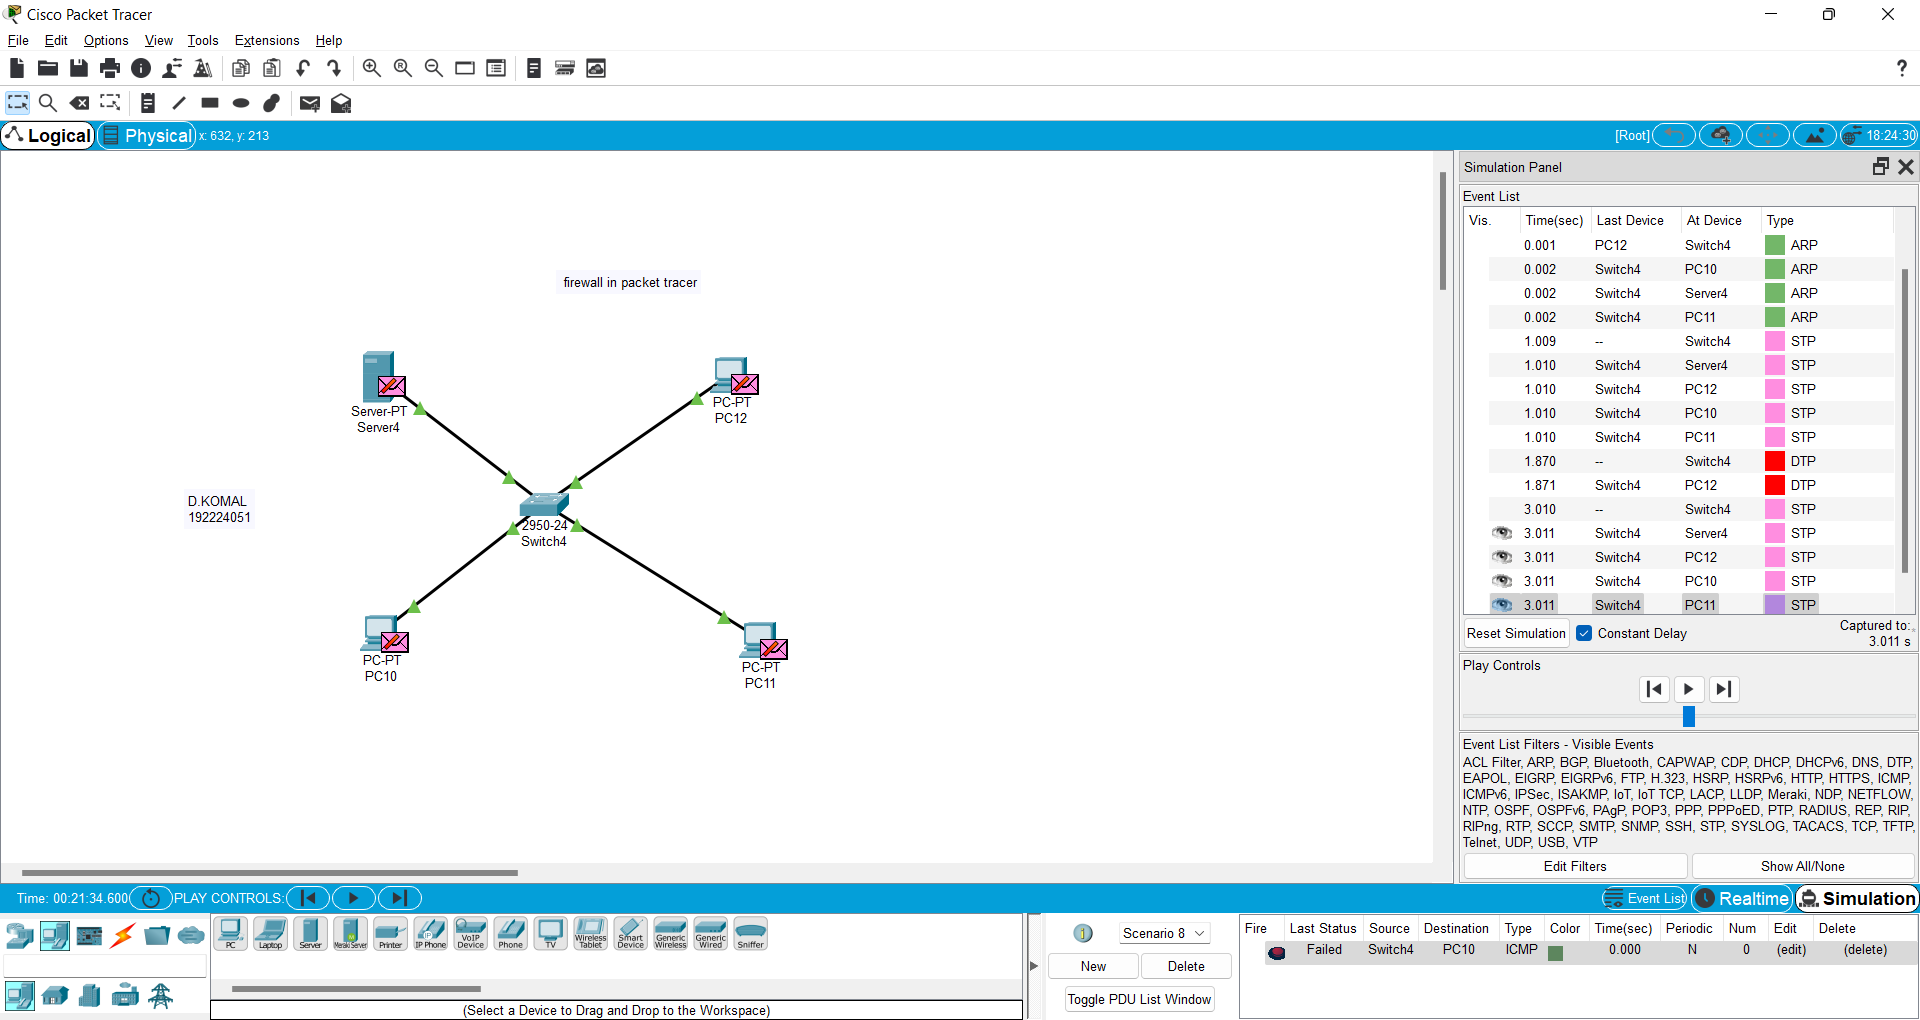 Cisco Packet Tracer
File Edit Options View Tools Extensions Help
?
Logical Physical x: 632, y: 213 [Root] 18:24:30
firewall in packet tracer
Server-PT
Server4
PC-PT
PC12
D.KOMAL
192224051
2950-24
Switch4
PC-PT
PC10
PC-PT
PC11
Simulation Panel
Event List
Vis. Time(sec) Last Device At Device Type
0.001 PC12 Switch4 ARP
0.002 Switch4 PC10 ARP
0.002 Switch4 Server4 ARP
0.002 Switch4 PC11 ARP
1.009 -- Switch4 STP
1.010 Switch4 Server4 STP
1.010 Switch4 PC12 STP
1.010 Switch4 PC10 STP
1.010 Switch4 PC11 STP
1.870 -- Switch4 DTP
1.871 Switch4 PC12 DTP
3.010 -- Switch4 STP
3.011 Switch4 Server4 STP
3.011 Switch4 PC12 STP
3.011 Switch4 PC10 STP
3.011 Switch4 PC11 STP
Reset Simulation Constant Delay Captured to:
3.011 s
Play Controls
Event List Filters - Visible Events
ACL Filter, ARP, BGP, Bluetooth, CAPWAP, CDP, DHCP, DHCPv6, DNS, DTP,
EAPOL, EIGRP, EIGRPv6, FTP, H.323, HSRP, HSRPv6, HTTP, HTTPS, ICMP,
ICMPv6, IPSec, ISAKMP, IoT, IoT TCP, LACP, LLDP, Meraki, NDP, NETFLOW,
NTP, OSPF, OSPFv6, PAgP, POP3, PPP, PPPoED, PTP, RADIUS, REP, RIP,
RIPng, RTP, SCCP, SMTP, SNMP, SSH, STP, SYSLOG, TACACS, TCP, TFTP,
Telnet, UDP, USB, VTP
Edit Filters Show All/None
Time: 00:21:34.600 PLAY CONTROLS: Event List Realtime Simulation
PC Laptop Server Meraki Server Printer IP Phone VoIP Device Phone TV Wireless Tablet Smart Device Generic Wireless Generic Wired Sniffer
(Select a Device to Drag and Drop to the Workspace)
1 Scenario 8
New Delete
Toggle PDU List Window
Fire Last Status Source Destination Type Color Time(sec) Periodic Num Edit Delete
Failed Switch4 PC10 ICMP 0.000 N 0 (edit) (delete)